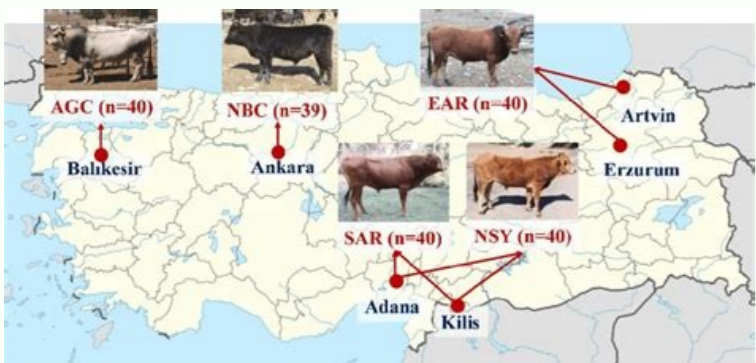 AGC (n=40)
NBC (n=39)
EAR (n=40)
Artvin
Balıkesir
Ankara
Erzurum
SAR (n=40)
NSY (n=40)
Adana
Kilis